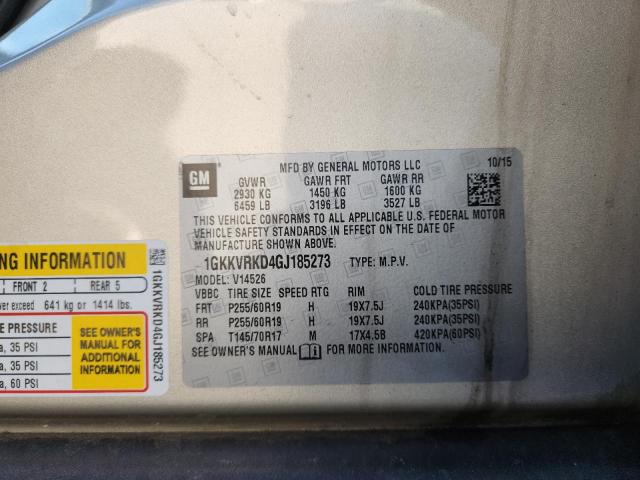 GM
MFD BY GENERAL MOTORS LLC 10/15
GVWR GAWR FRT GAWR RR
2930 KG 1450 KG 1600 KG
6459 LB 3196 LB 3527 LB
THIS VEHICLE CONFORMS TO ALL APPLICABLE U.S. FEDERAL MOTOR
VEHICLE SAFETY STANDARDS IN EFFECT ON THE DATE OF
MANUFACTURE SHOWN ABOVE.
1GKKVRKD4GJ185273 TYPE: M.P.V.
MODEL: V14526
VBBC TIRE SIZE SPEED RTG RIM COLD TIRE PRESSURE
FRT P255/60R19 H 19X7.5J 240KPA(35PSI)
RR P255/60R19 H 19X7.5J 240KPA(35PSI)
SPA T145/70R17 M 17X4.5B 420KPA(60PSI)
SEE OWNER'S MANUAL FOR MORE INFORMATION.
NG INFORMATION
FRONT 2 REAR 5
exceed 641 kg or 1414 lbs.
E PRESSURE
a, 35 PSI
a, 35 PSI
a, 60 PSI
SEE OWNER'S
MANUAL FOR
ADDITIONAL
INFORMATION
1GKKVRKD4GJ185273